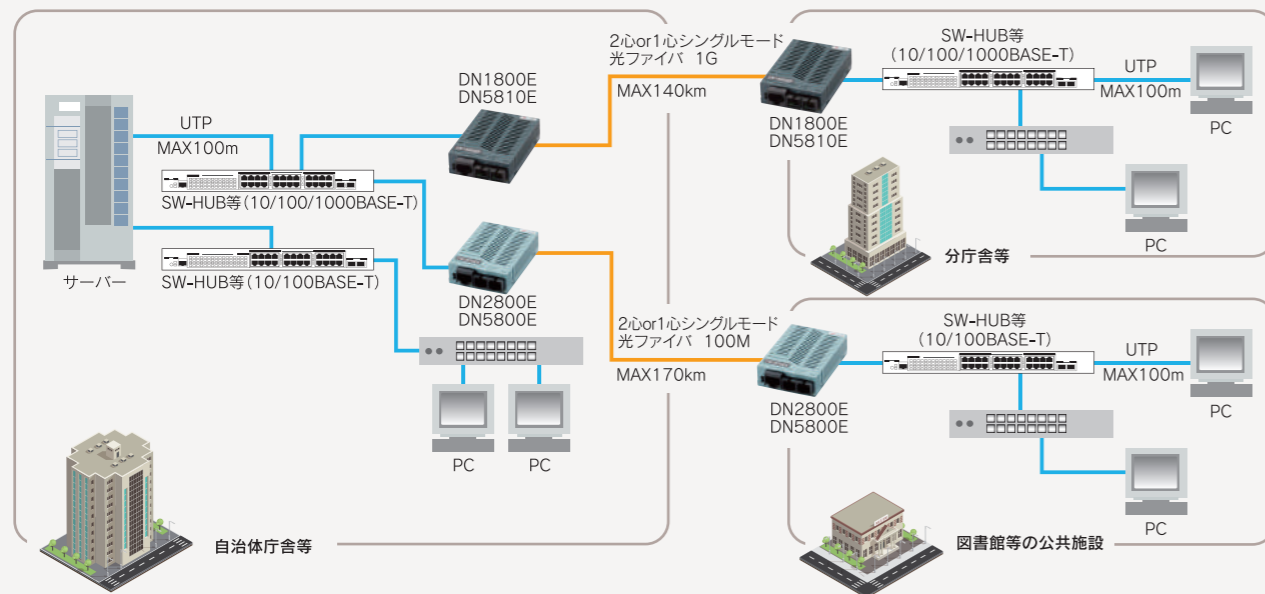 UTP
MAX100m
サーバー
SW-HUB等(10/100/1000BASE-T)
SW-HUB等(10/100BASE-T)
DN1800E
DN5810E
DN2800E
DN5800E
PC
PC
自治体庁舎等
2心or1心シングルモード
光ファイバ 1G
MAX140km
2心or1心シングルモード
光ファイバ 100M
MAX170km
DN1800E
DN5810E
SW-HUB等
(10/100/1000BASE-T)
UTP
MAX100m
PC
PC
分庁舎等
DN2800E
DN5800E
SW-HUB等
(10/100BASE-T)
UTP
MAX100m
PC
PC
図書館等の公共施設